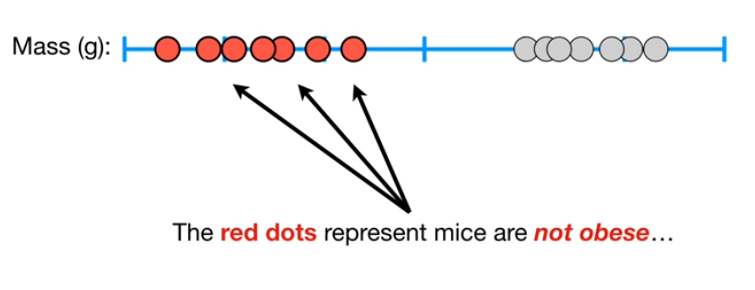 Mass (g):
The red dots represent mice are not obese…